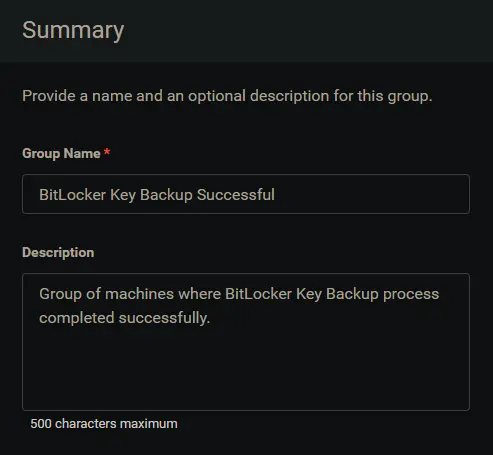 Summary
Provide a name and an optional description for this group.
Group Name *
BitLocker Key Backup Successful
Description
Group of machines where BitLocker Key Backup process
completed successfully.
500 characters maximum